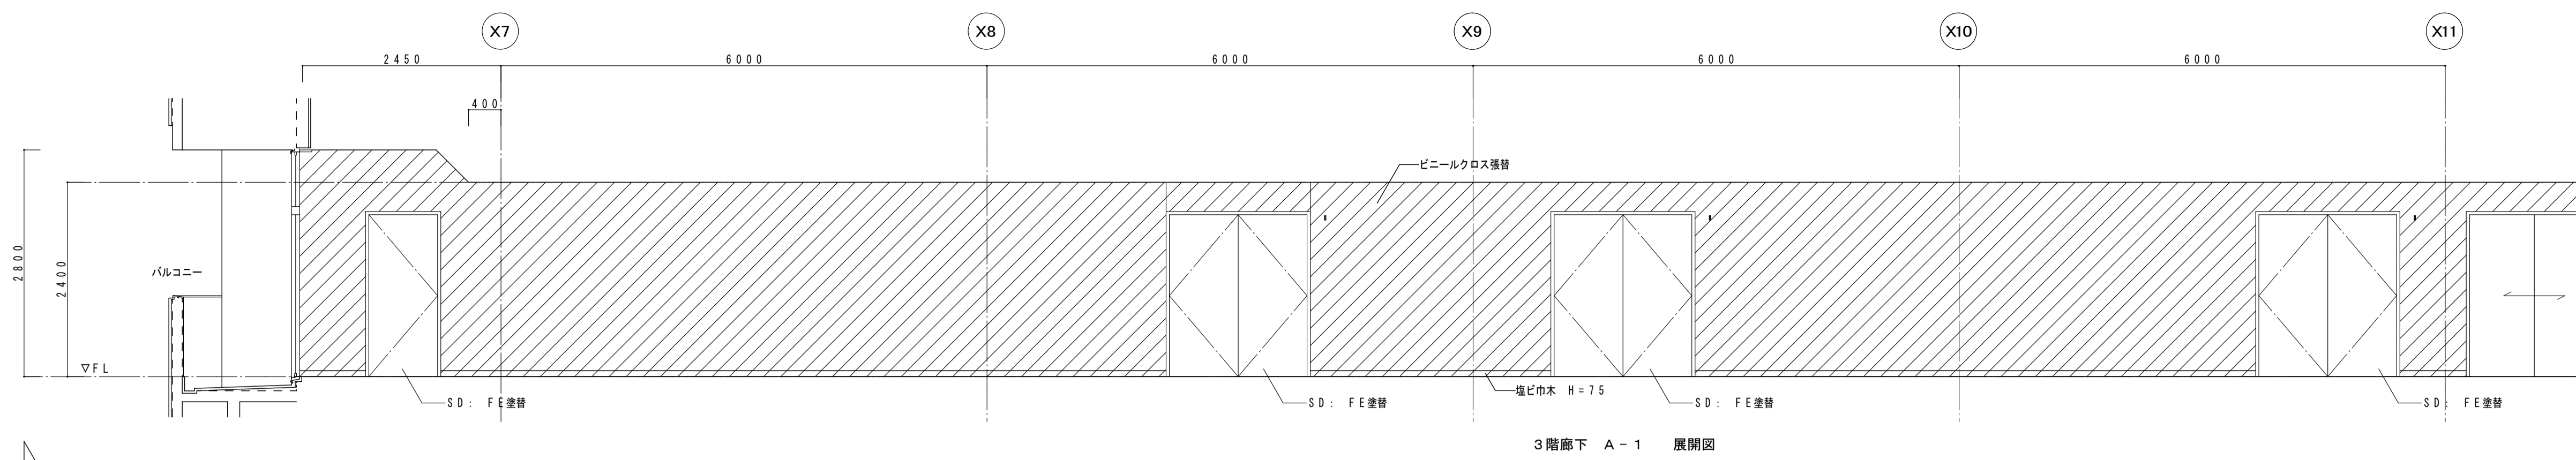 X7
X8
X9
X10
X11
2450
6000
6000
6000
6000
400
ビニールクロス張替
2800
2400
バルコニー
▽FL
SD： FE塗替
SD： FE塗替
塩ビ巾木 H=75
SD： FE塗替
SD： FE塗替
3階廊下 A-1 展開図